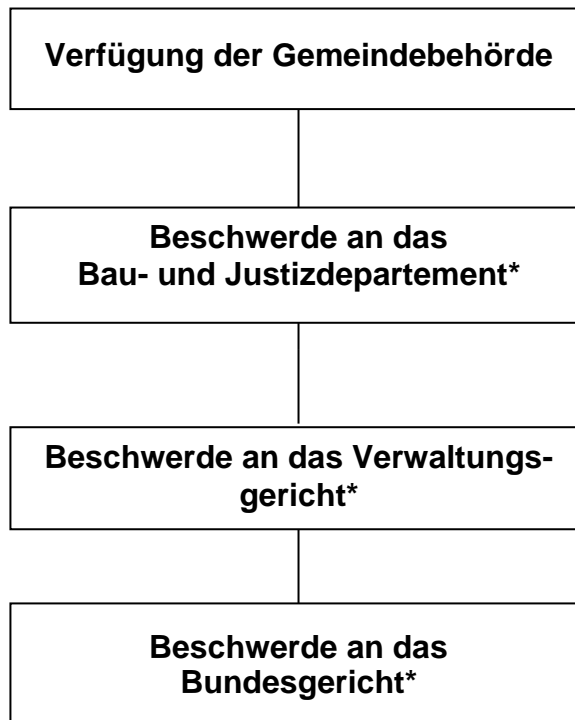 Verfügung der Gemeindebehörde
Beschwerde an das
Bau- und Justizdepartement*
Beschwerde an das Verwaltungs-
gericht*
Beschwerde an das
Bundesgericht*